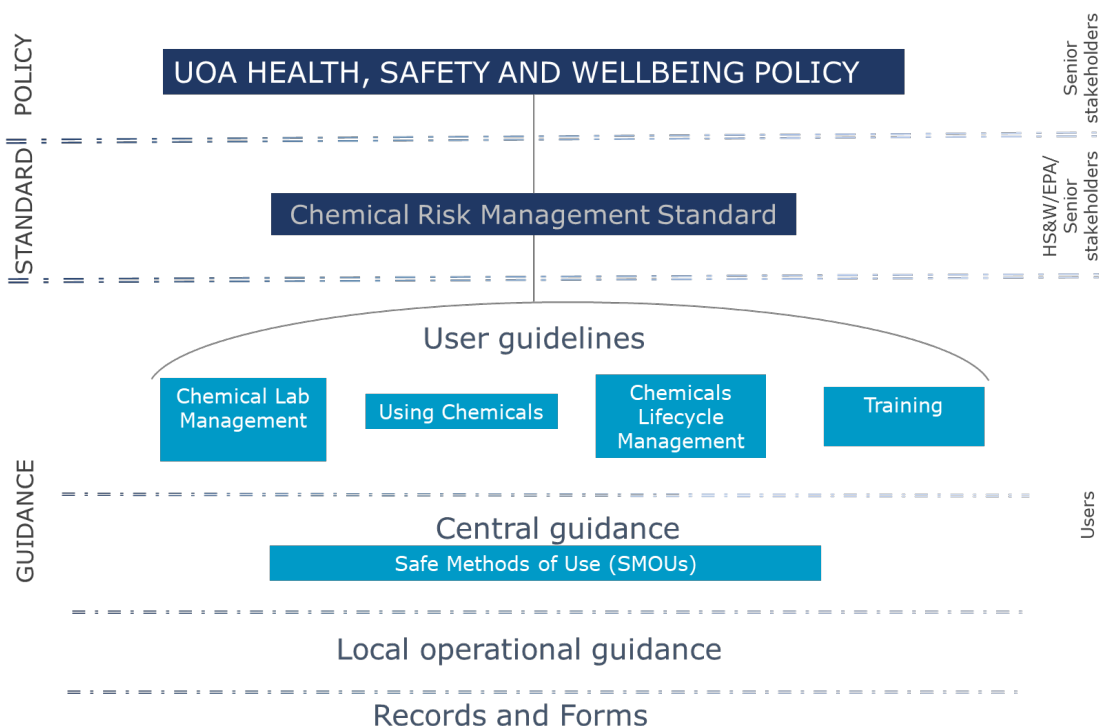 POLICY
UOA HEALTH, SAFETY AND WELLBEING POLICY
Senior
stakeholders
STANDARD
Chemical Risk Management Standard
HS&W/EPA/
Senior
stakeholders
GUIDANCE
User guidelines
Chemical Lab
Management
Using Chemicals
Chemicals
Lifecycle
Management
Training
Users
Central guidance
Safe Methods of Use (SMOUs)
Local operational guidance
Records and Forms